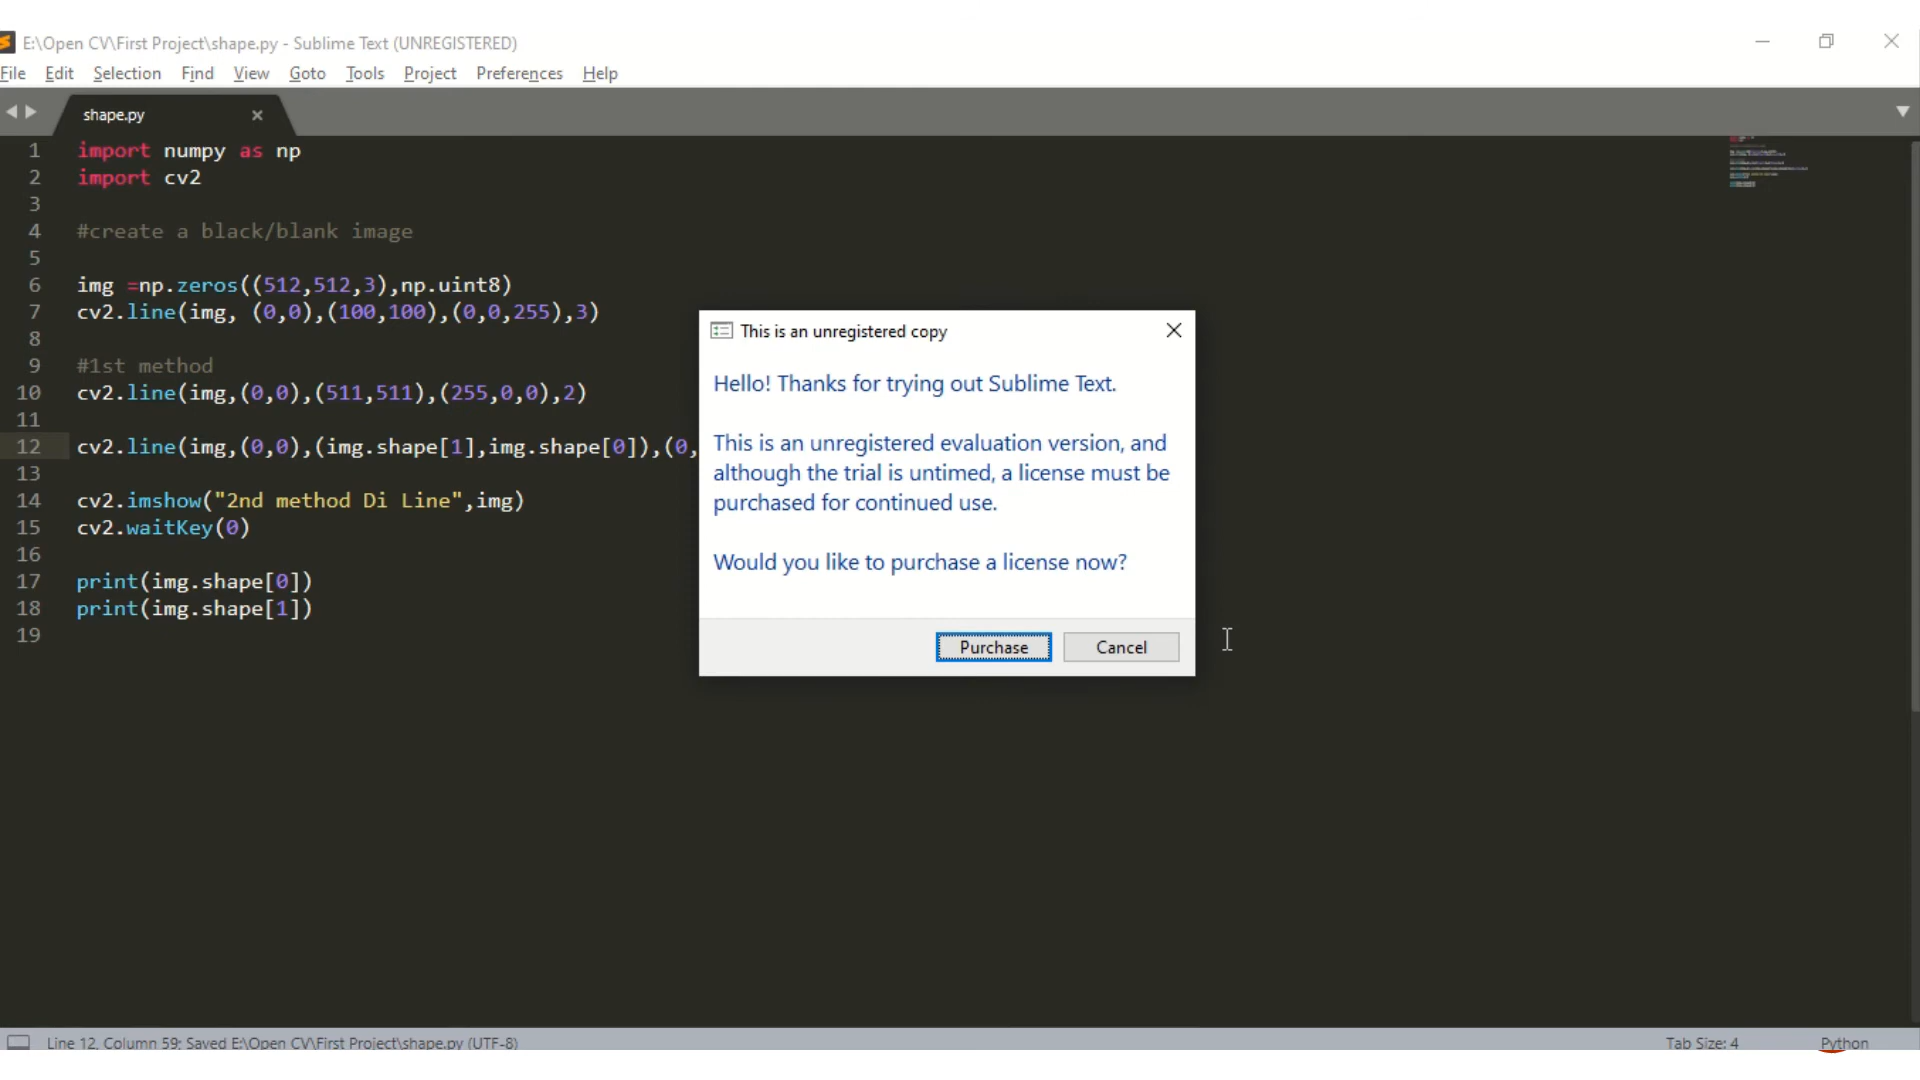 E:\Open CV\First Project\shape.py - Sublime Text (UNREGISTERED)
File Edit Selection Find View Goto Tools Project Preferences Help
shape.py
1 import numpy as np
2 import cv2
3
4 #create a black/blank image
5
6 img =np.zeros((512,512,3),np.uint8)
7 cv2.line(img, (0,0),(100,100),(0,0,255),3)
8
9 #1st method
10 cv2.line(img,(0,0),(511,511),(255,0,0),2)
11
12 cv2.line(img,(0,0),(img.shape[1],img.shape[0]),(0,
13
14 cv2.imshow("2nd method Di Line",img)
15 cv2.waitKey(0)
16
17 print(img.shape[0])
18 print(img.shape[1])
19
This is an unregistered copy
Hello! Thanks for trying out Sublime Text.
This is an unregistered evaluation version, and
although the trial is untimed, a license must be
purchased for continued use.
Would you like to purchase a license now?
Purchase Cancel
Line 12, Column 59; Saved E:\Open CV\First Project\shape.py (UTF-8) Tab Size: 4 Python